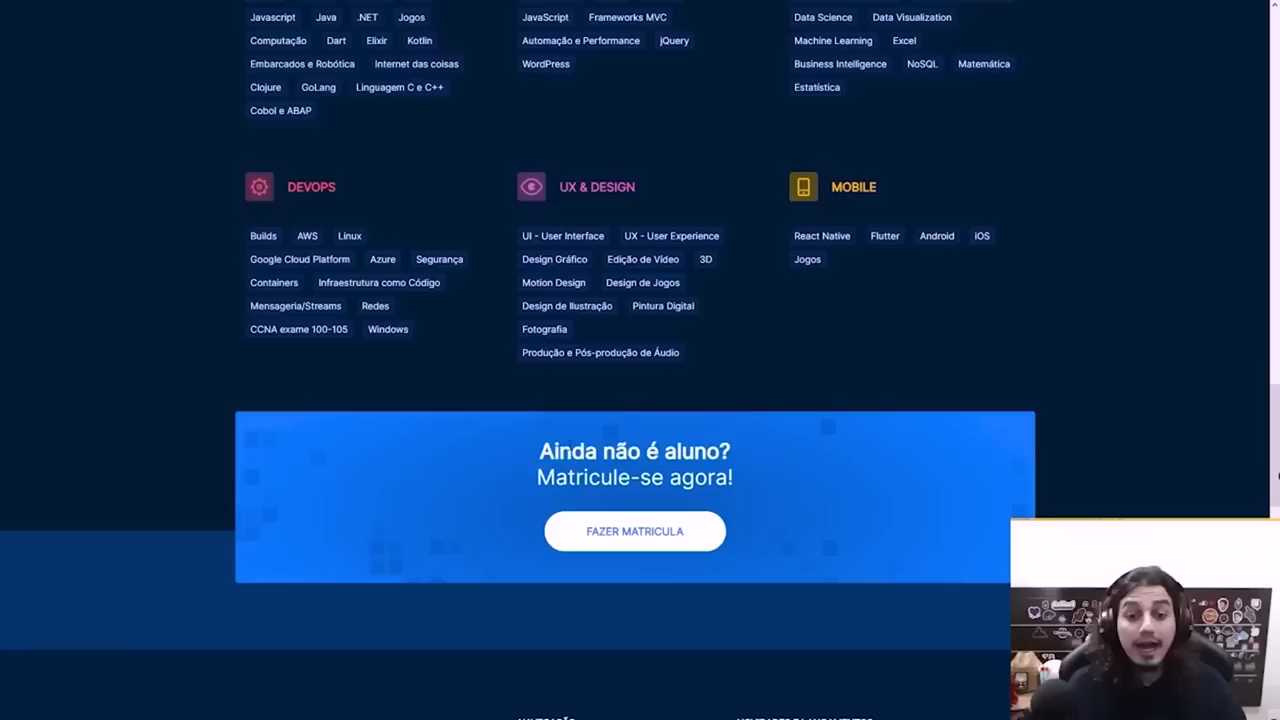 Javascript Java .NET Jogos
Computação Dart Elixir Kotlin
Embarcados e Robótica Internet das coisas
Clojure GoLang Linguagem C e C++
Cobol e ABAP
JavaScript Frameworks MVC
Automação e Performance jQuery
WordPress
Data Science Data Visualization
Machine Learning Excel
Business Intelligence NoSQL Matemática
Estatística
DEVOPS
Builds AWS Linux
Google Cloud Platform Azure Segurança
Containers Infraestrutura como Código
Mensageria/Streams Redes
CCNA exame 100-105 Windows
UX & DESIGN
UI - User Interface UX - User Experience
Design Gráfico Edição de Vídeo 3D
Motion Design Design de Jogos
Design de Ilustração Pintura Digital
Fotografia
Produção e Pós-produção de Áudio
MOBILE
React Native Flutter Android iOS
Jogos
Ainda não é aluno?
Matricule-se agora!
FAZER MATRICULA